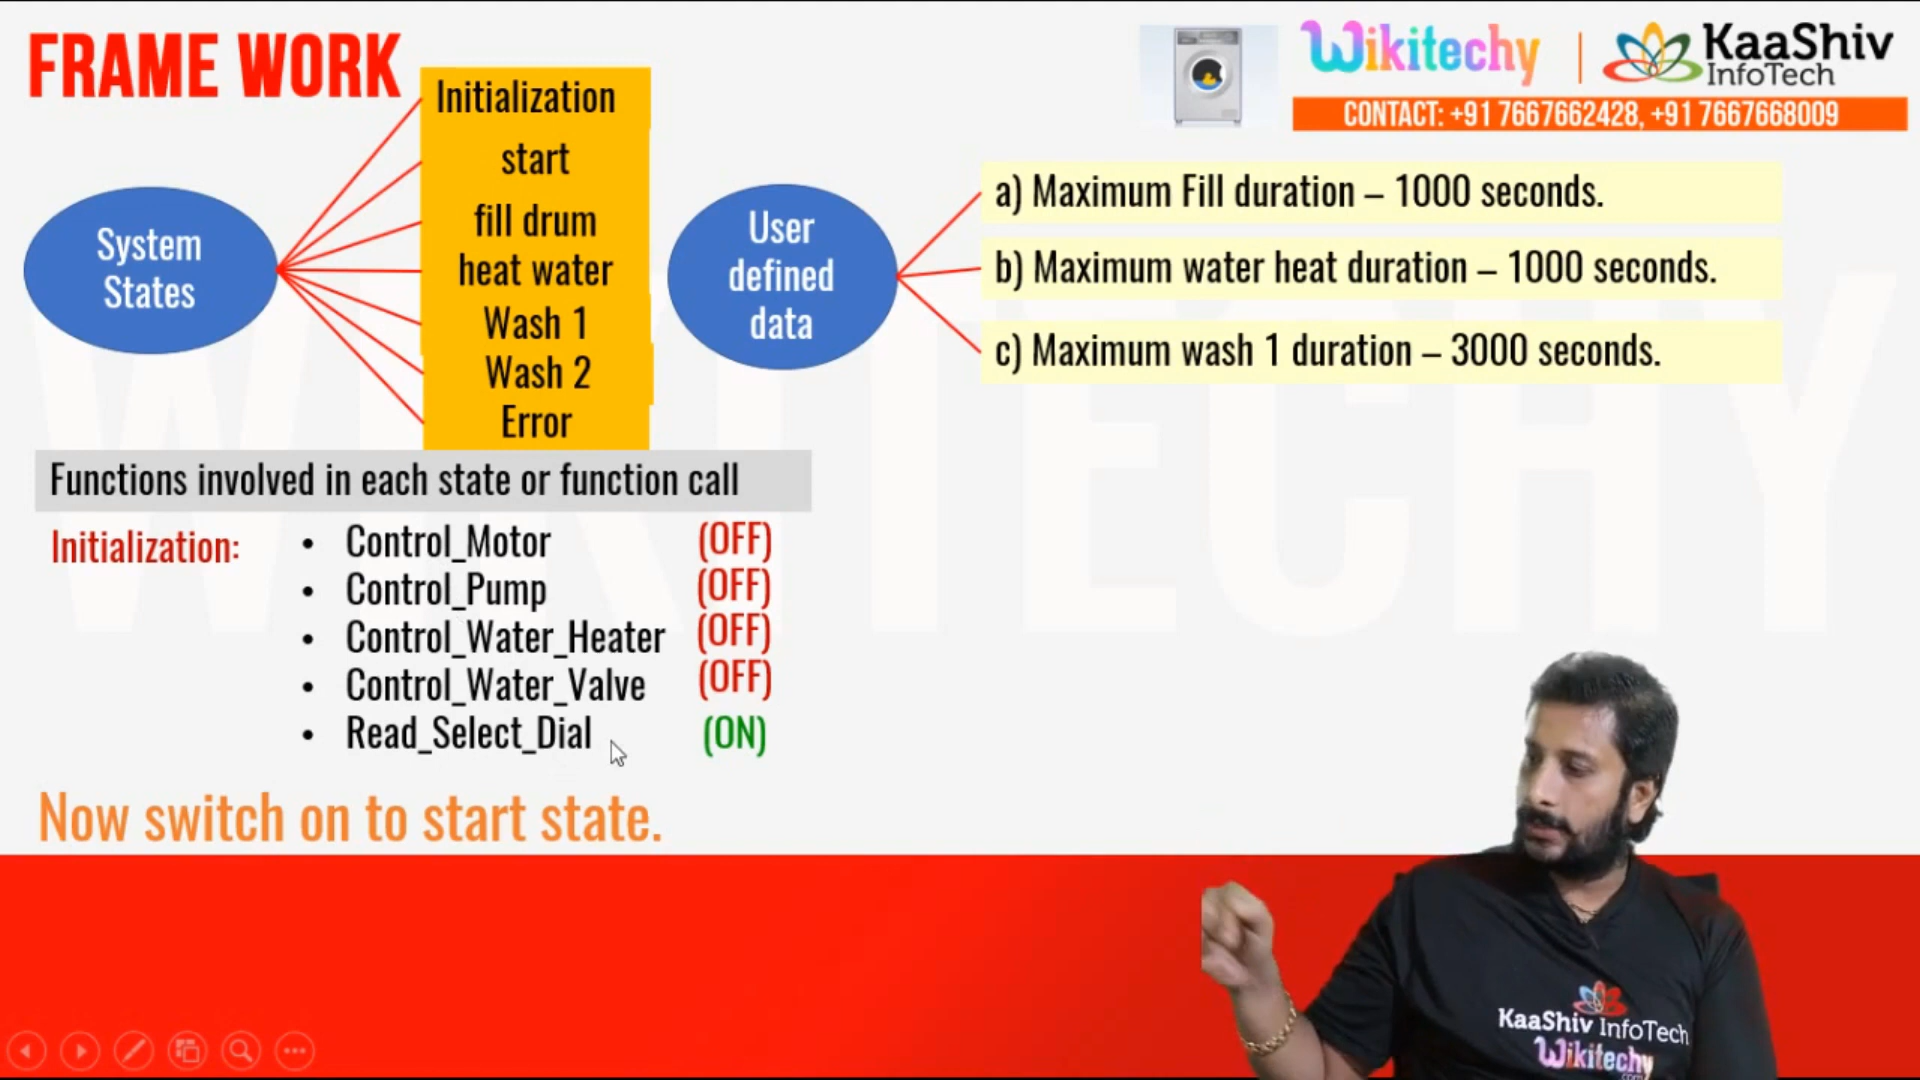 FRAME WORK
Wikitechy
KaaShiv
InfoTech
CONTACT: +91 7667662428, +91 7667668009
System
States
Initialization
start
fill drum
heat water
Wash 1
Wash 2
Error
User
defined
data
a) Maximum Fill duration – 1000 seconds.
b) Maximum water heat duration – 1000 seconds.
c) Maximum wash 1 duration – 3000 seconds.
Functions involved in each state or function call
Initialization:
• Control_Motor (OFF)
• Control_Pump (OFF)
• Control_Water_Heater (OFF)
• Control_Water_Valve (OFF)
• Read_Select_Dial (ON)
Now switch on to start state.
KaaShiv InfoTech
Wikitechy
.com
WIKITECHY